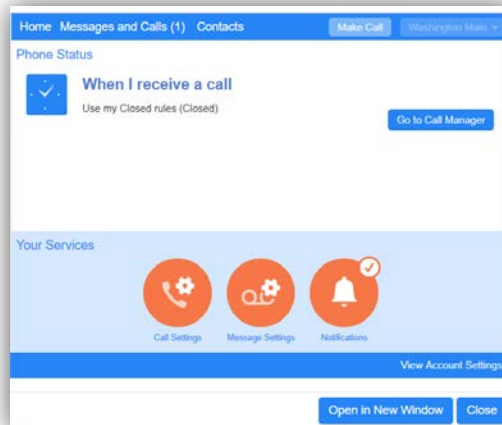 Home Messages and Calls (1) Contacts Make Call Washington Main
Phone Status
When I receive a call
Use my Closed rules (Closed)
Go to Call Manager
Your Services
Call Settings Message Settings Notifications
View Account Settings
Open in New Window Close